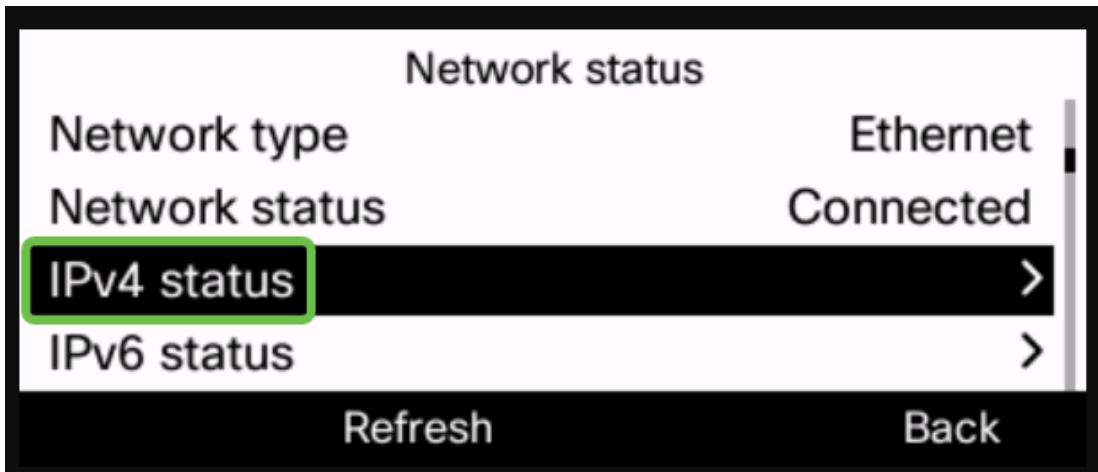 Network status
Network type Ethernet
Network status Connected
IPv4 status >
IPv6 status >
Refresh Back